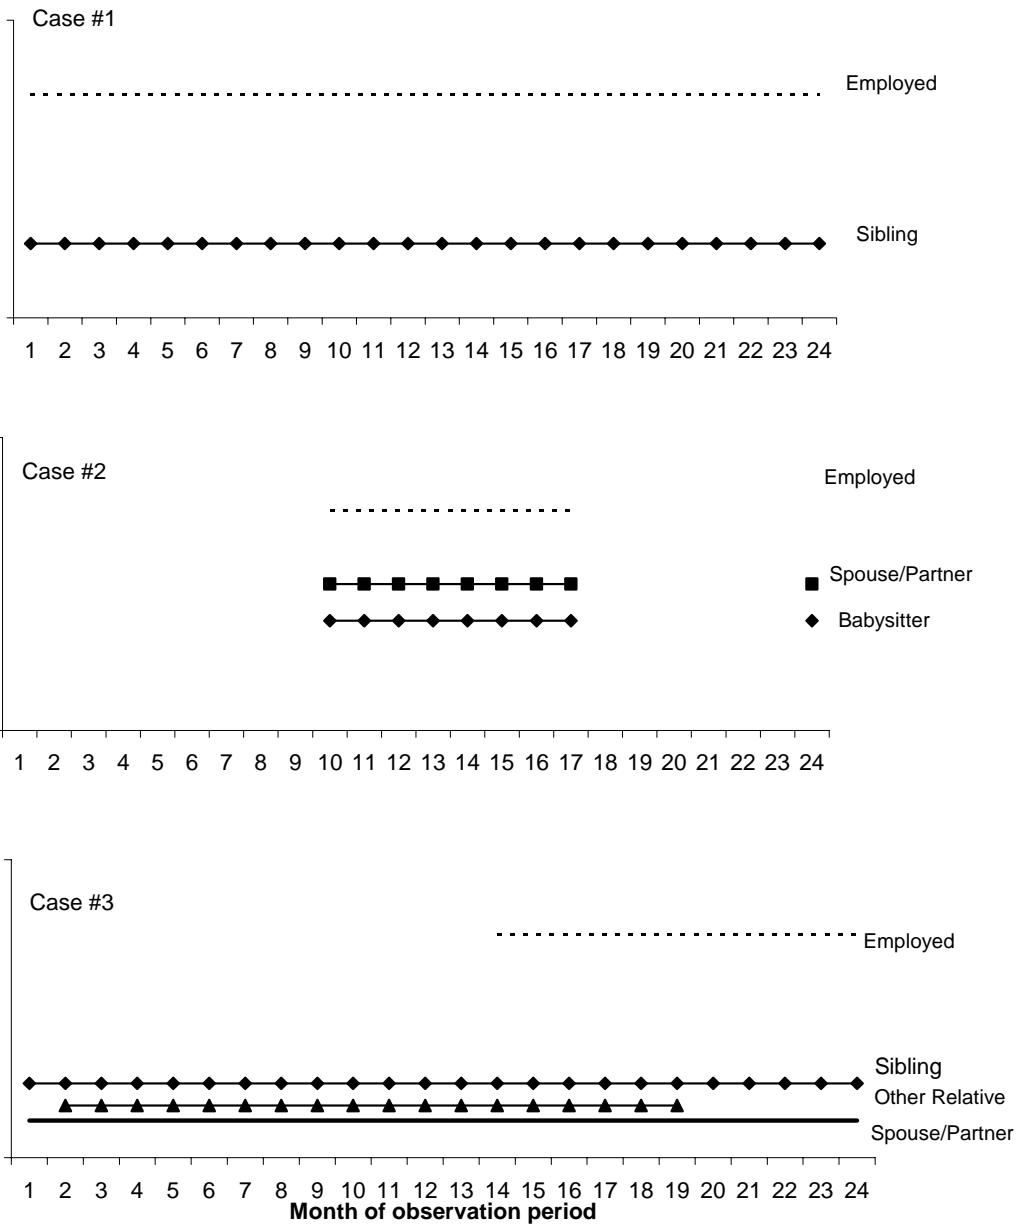 Case #1
Employed
Sibling
1 2 3 4 5 6 7 8 9 10 11 12 13 14 15 16 17 18 19 20 21 22 23 24
Case #2
Employed
Spouse/Partner
Babysitter
1 2 3 4 5 6 7 8 9 10 11 12 13 14 15 16 17 18 19 20 21 22 23 24
Case #3
Employed
Sibling
Other Relative
Spouse/Partner
1 2 3 4 5 6 7 8 9 10 11 12 13 14 15 16 17 18 19 20 21 22 23 24
Month of observation period